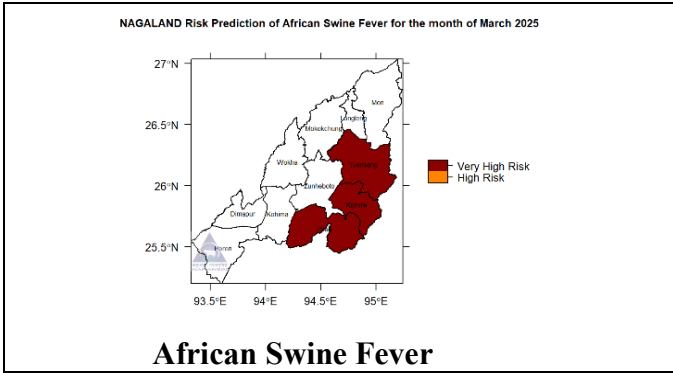 NAGALAND Risk Prediction of African Swine Fever for the month of March 2025
27°N
26.5°N
26°N
25.5°N
93.5°E
94°E
94.5°E
95°E
Mon
Longleng
Mokokchung
Tuensang
Wokha
Zunheboto
Kiphire
Dimapur
Kohima
Peren
Very High Risk
High Risk
African Swine Fever